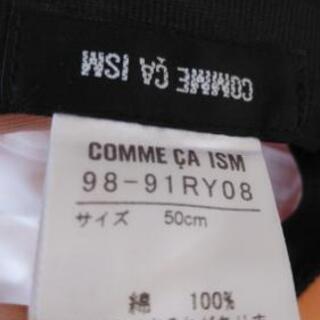 COMME ÇA ISM
COMME ÇA ISM
98-91RY08
サイズ 50cm
綿 100%